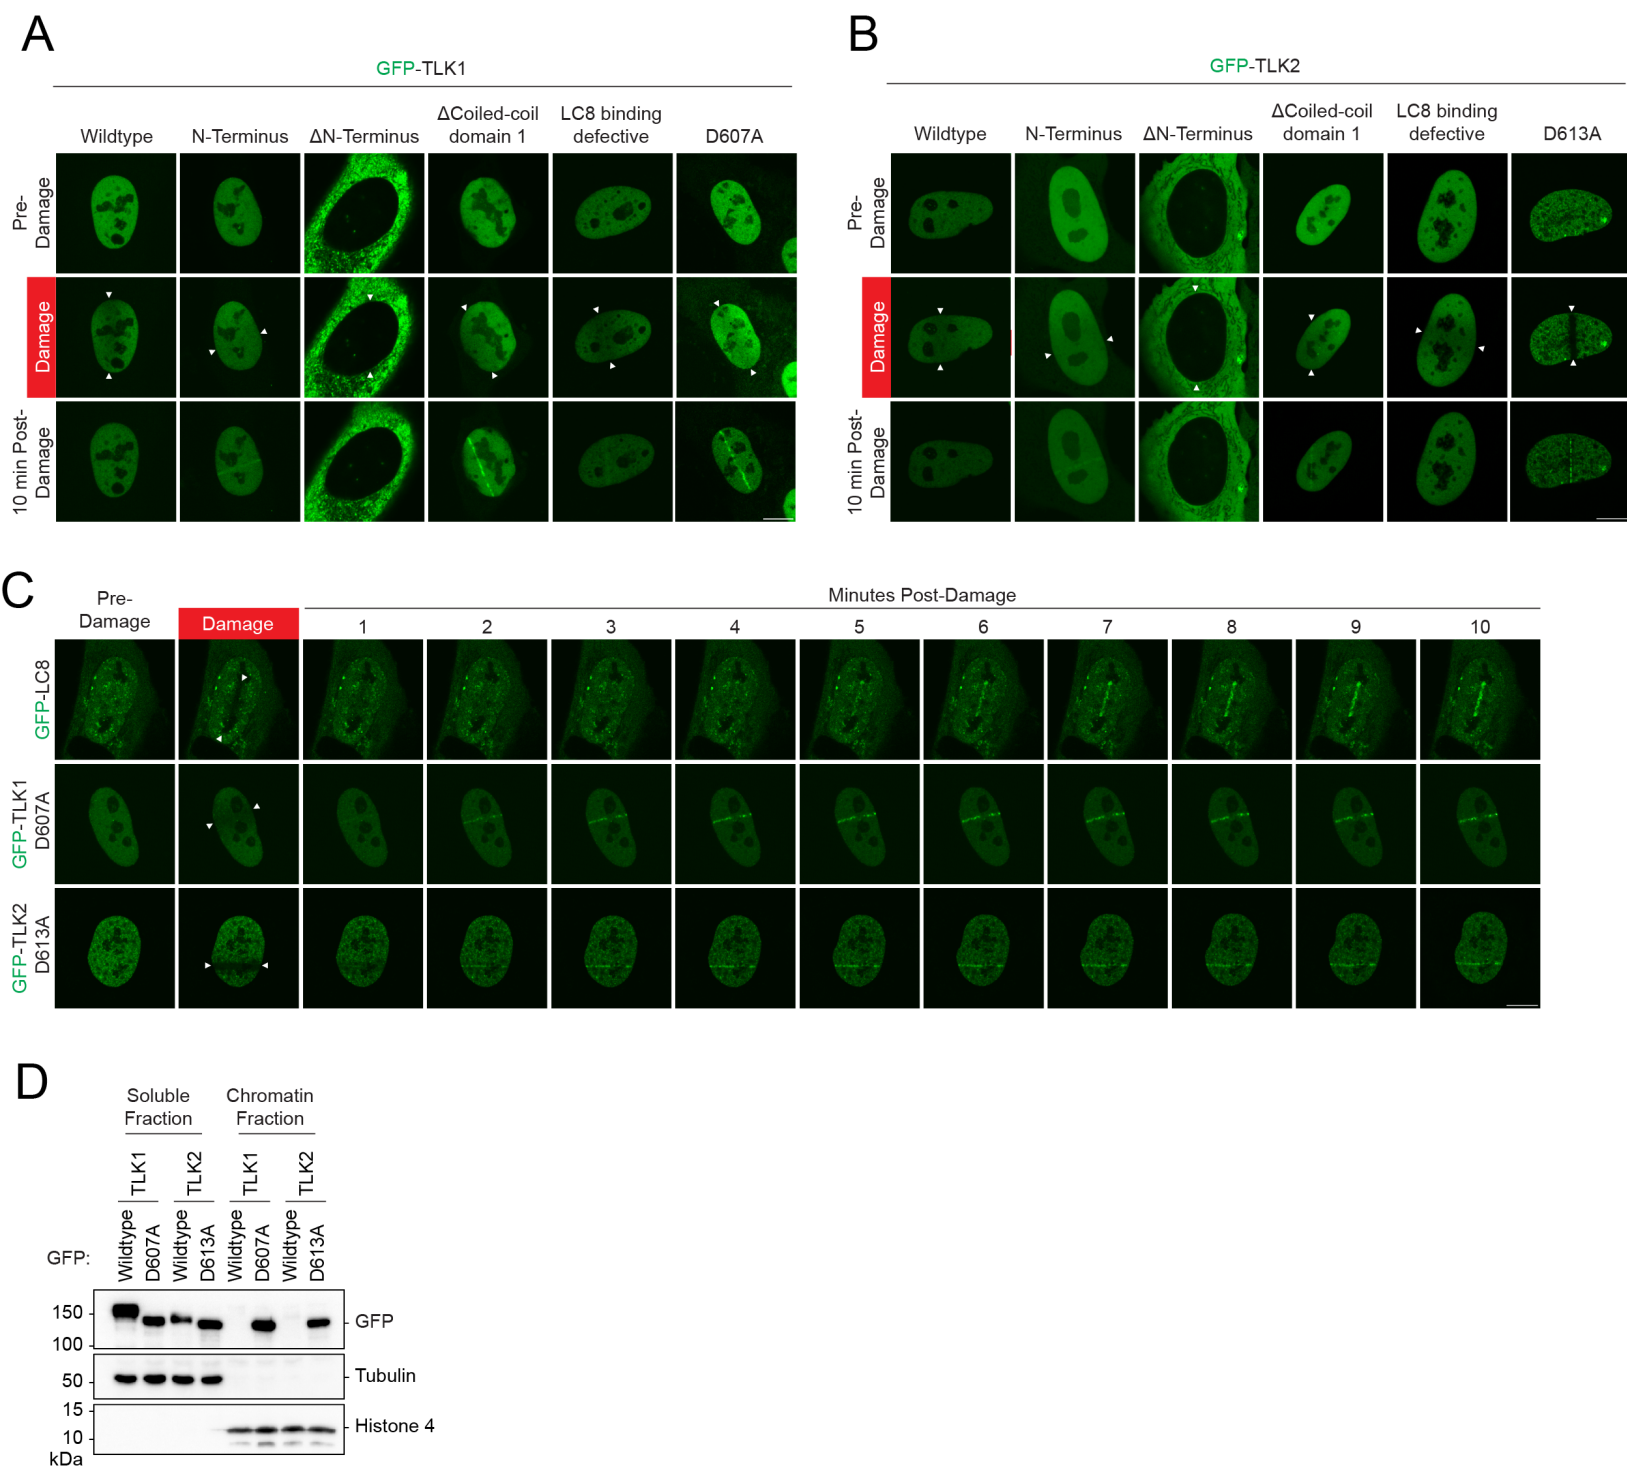 A
GFP-TLK1
Wildtype
N-Terminus
ΔN-Terminus
ΔCoiled-coil
domain 1
LC8 binding
defective
D607A
Pre-
Damage
Damage
10 min Post-
Damage
B
GFP-TLK2
Wildtype
N-Terminus
ΔN-Terminus
ΔCoiled-coil
domain 1
LC8 binding
defective
D613A
Pre-
Damage
Damage
10 min Post-
Damage
C
Pre-
Damage
Damage
Minutes Post-Damage
1 2 3 4 5 6 7 8 9 10
GFP-LC8
GFP-TLK1
D607A
GFP-TLK2
D613A
D
Soluble
Fraction
Chromatin
Fraction
TLK1 TLK2 TLK1 TLK2
GFP: Wildtype D607A Wildtype D613A Wildtype D607A Wildtype D613A
150
100
GFP
50
Tubulin
15
10
Histone 4
kDa